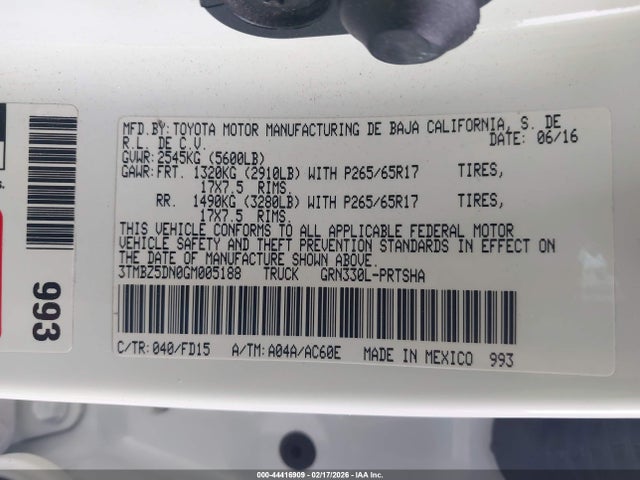 MFD.BY: TOYOTA MOTOR MANUFACTURING DE BAJA CALIFORNIA, S. DE
R.L. DE C.V. DATE: 06/16
GVWR: 2545KG (5600LB)
GAWR: FRT. 1320KG (2910LB) WITH P265/65R17 TIRES,
17X7.5 RIMS.
RR. 1490KG (3280LB) WITH P265/65R17 TIRES,
17X7.5 RIMS.
THIS VEHICLE CONFORMS TO ALL APPLICABLE FEDERAL MOTOR
VEHICLE SAFETY AND THEFT PREVENTION STANDARDS IN EFFECT ON
THE DATE OF MANUFACTURE SHOWN ABOVE.
3TMBZ5DN0GM005188 TRUCK GRN330L-PRTSHA
C/TR: 040/FD15 A/TM: A04A/AC60E MADE IN MEXICO 993
993
000-44416909 - 02/17/2026 - IAAI.COM